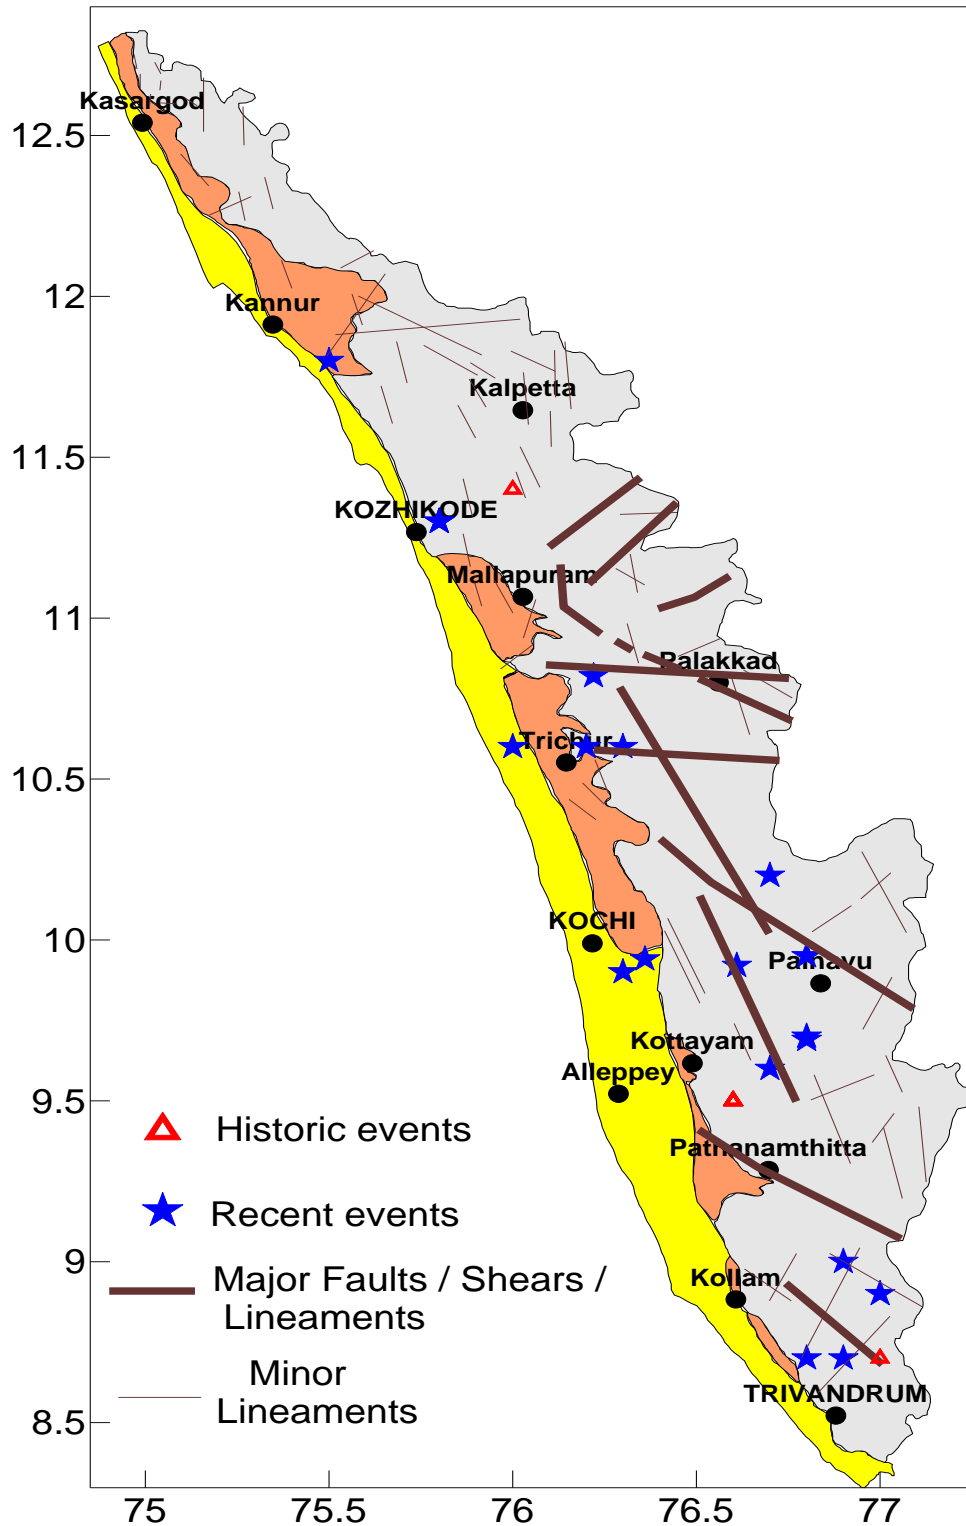 Kasargod
12.5
12
Kannur
Kalpetta
11.5
KOZHIKODE
Mallapuram
11
Palakkad
Trichur
10.5
KOCHI
10
Painavu
Kottayam
Alleppey
9.5
Historic events
Pathanamthitta
Recent events
9
Major Faults / Shears /
Lineaments
Kollam
Minor
Lineaments
TRIVANDRUM
8.5
75
75.5
76
76.5
77